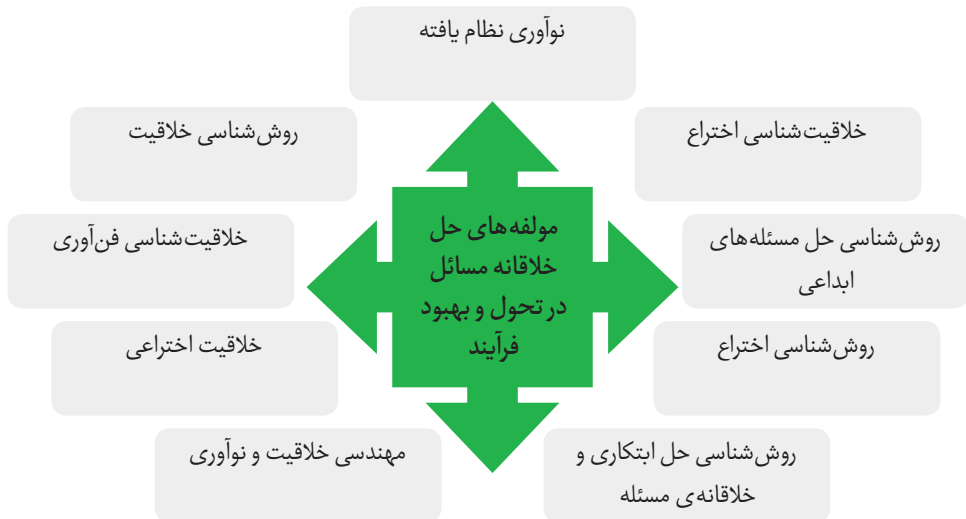 نوآوری نظام یافته
خلاقیت‌شناسی اختراع
روش‌شناسی خلاقیت
روش‌شناسی حل مسئله‌های
ابداعی
خلاقیت‌شناسی فن‌آوری
مولفه‌های حل
خلاقانه مسائل
در تحول و بهبود
فرآیند
روش‌شناسی اختراع
خلاقیت اختراعی
روش‌شناسی حل ابتکاری و
خلاقانه‌ی مسئله
مهندسی خلاقیت و نوآوری